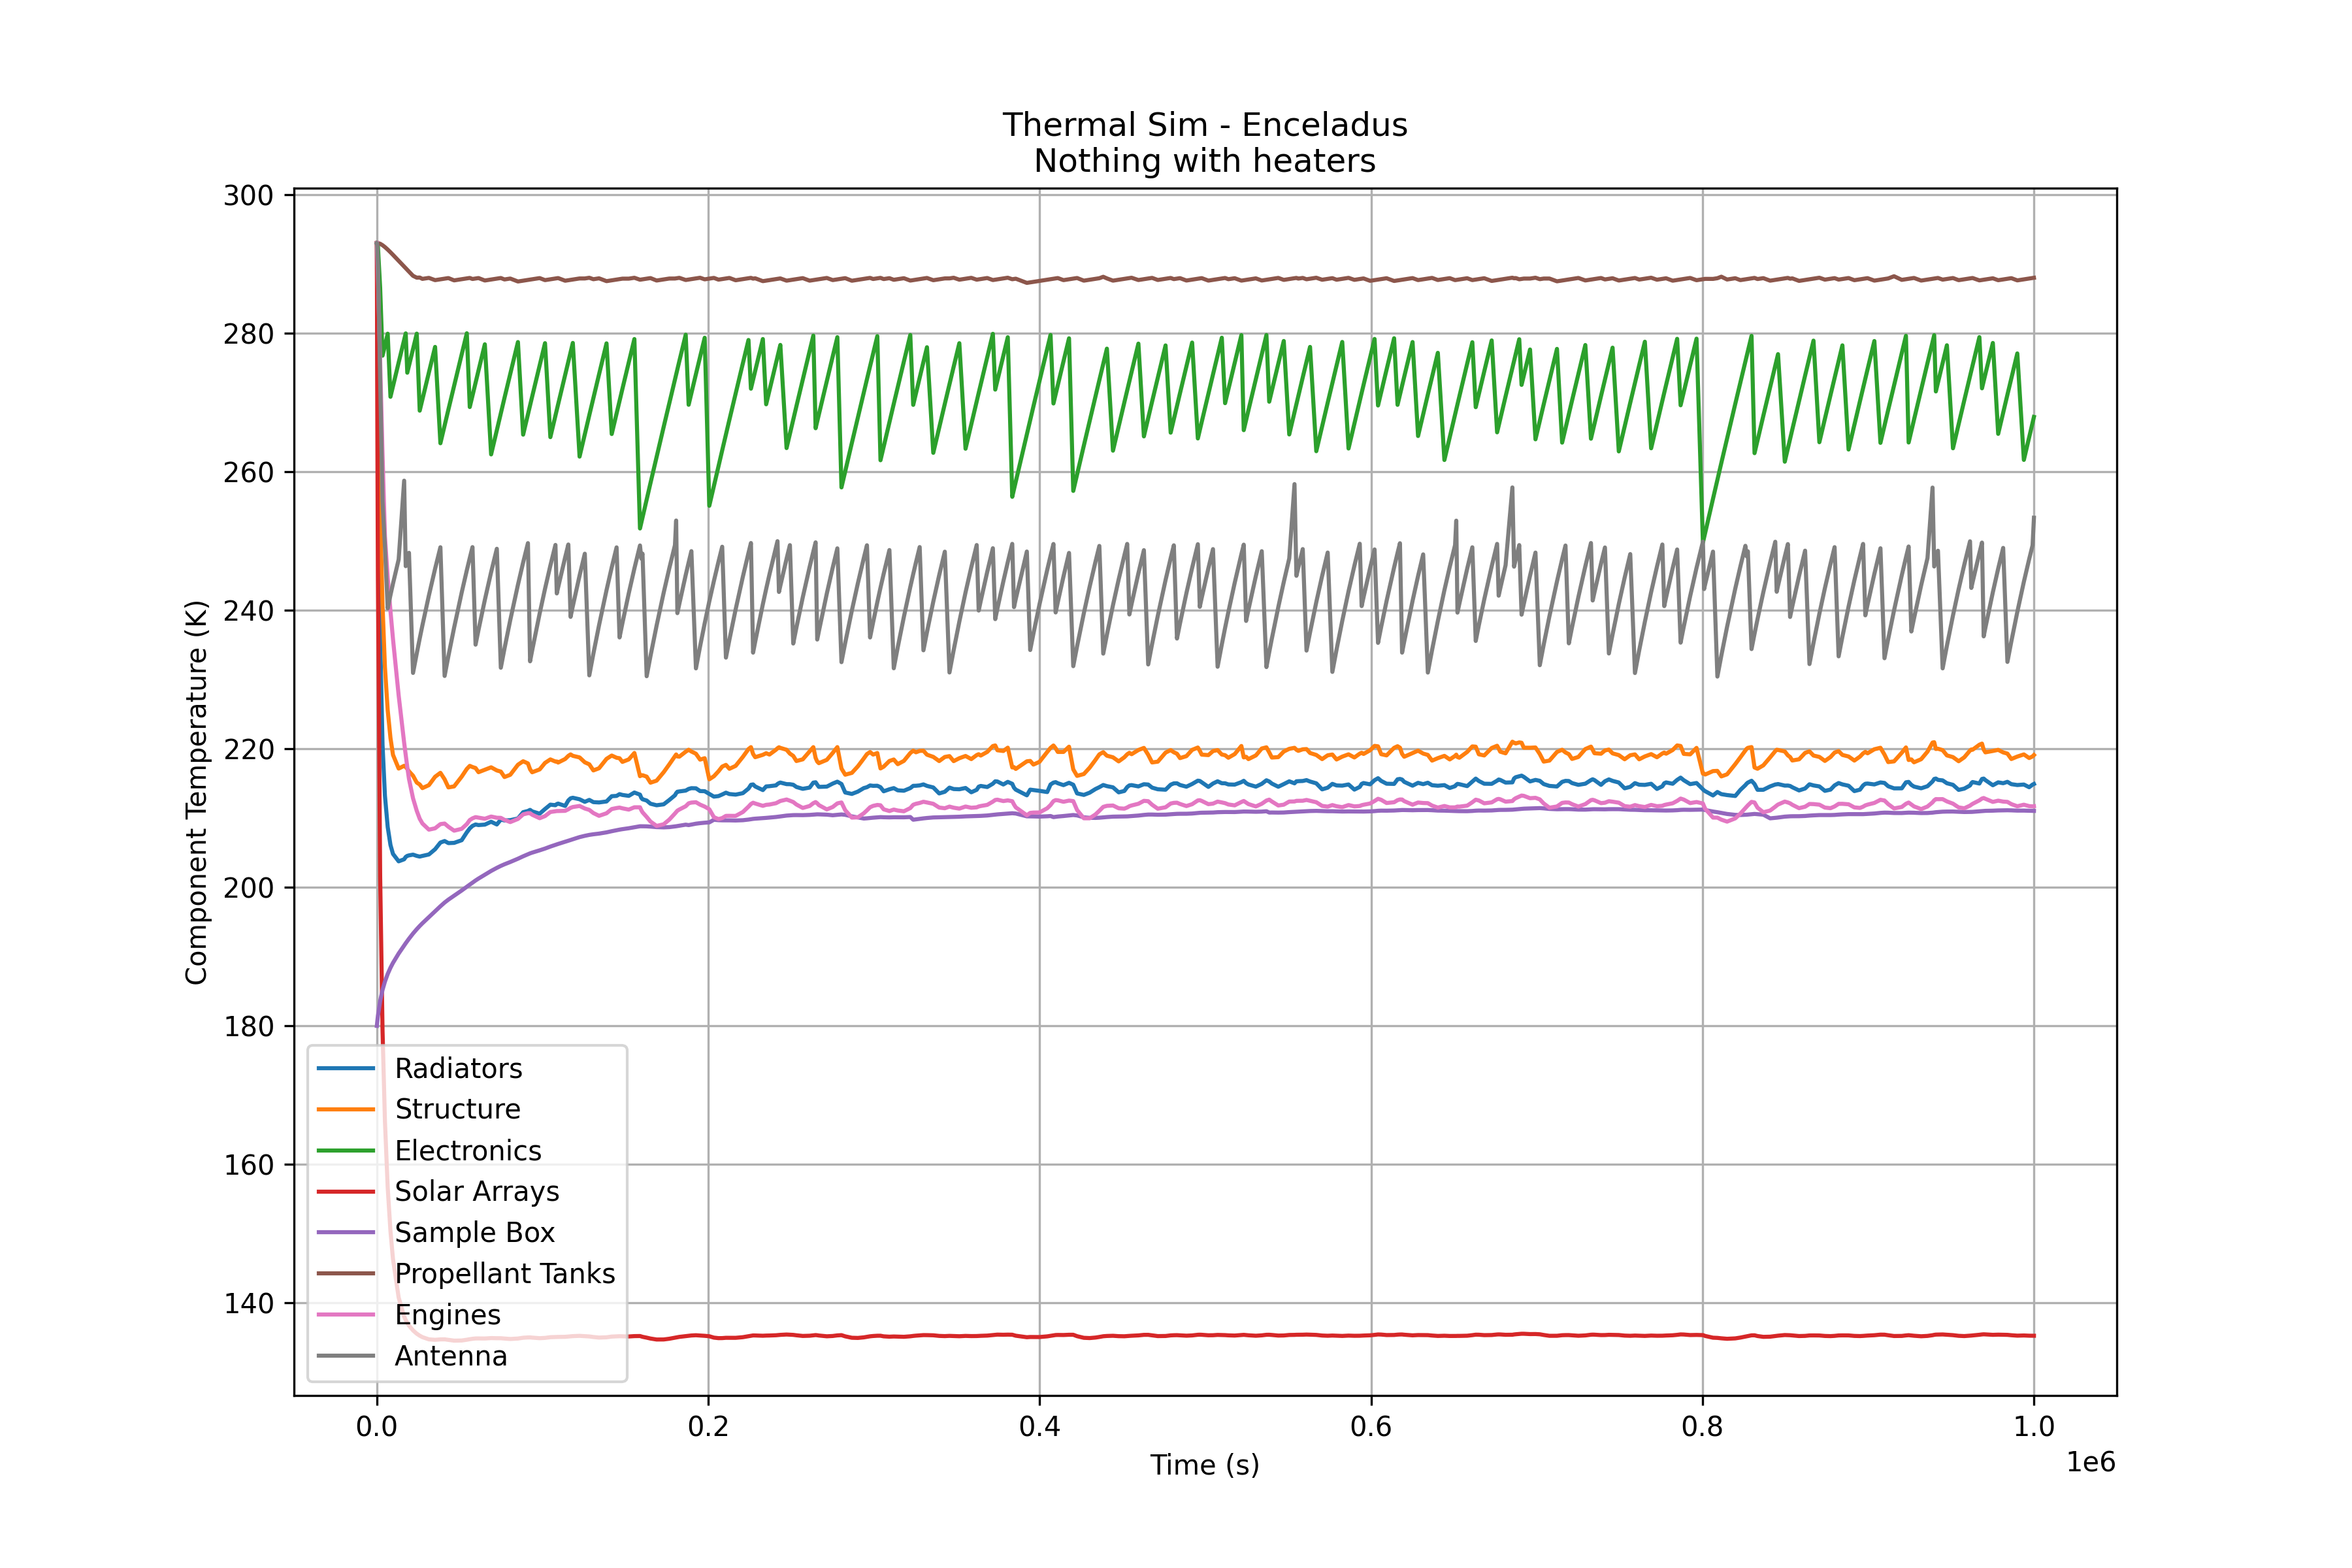 Thermal Sim - Enceladus
Nothing with heaters
300
280
260
240
220
200
180
160
140
Component Temperature (K)
Radiators
Structure
Electronics
Solar Arrays
Sample Box
Propellant Tanks
Engines
Antenna
0.0 0.2 0.4 0.6 0.8 1.0
1e6
Time (s)